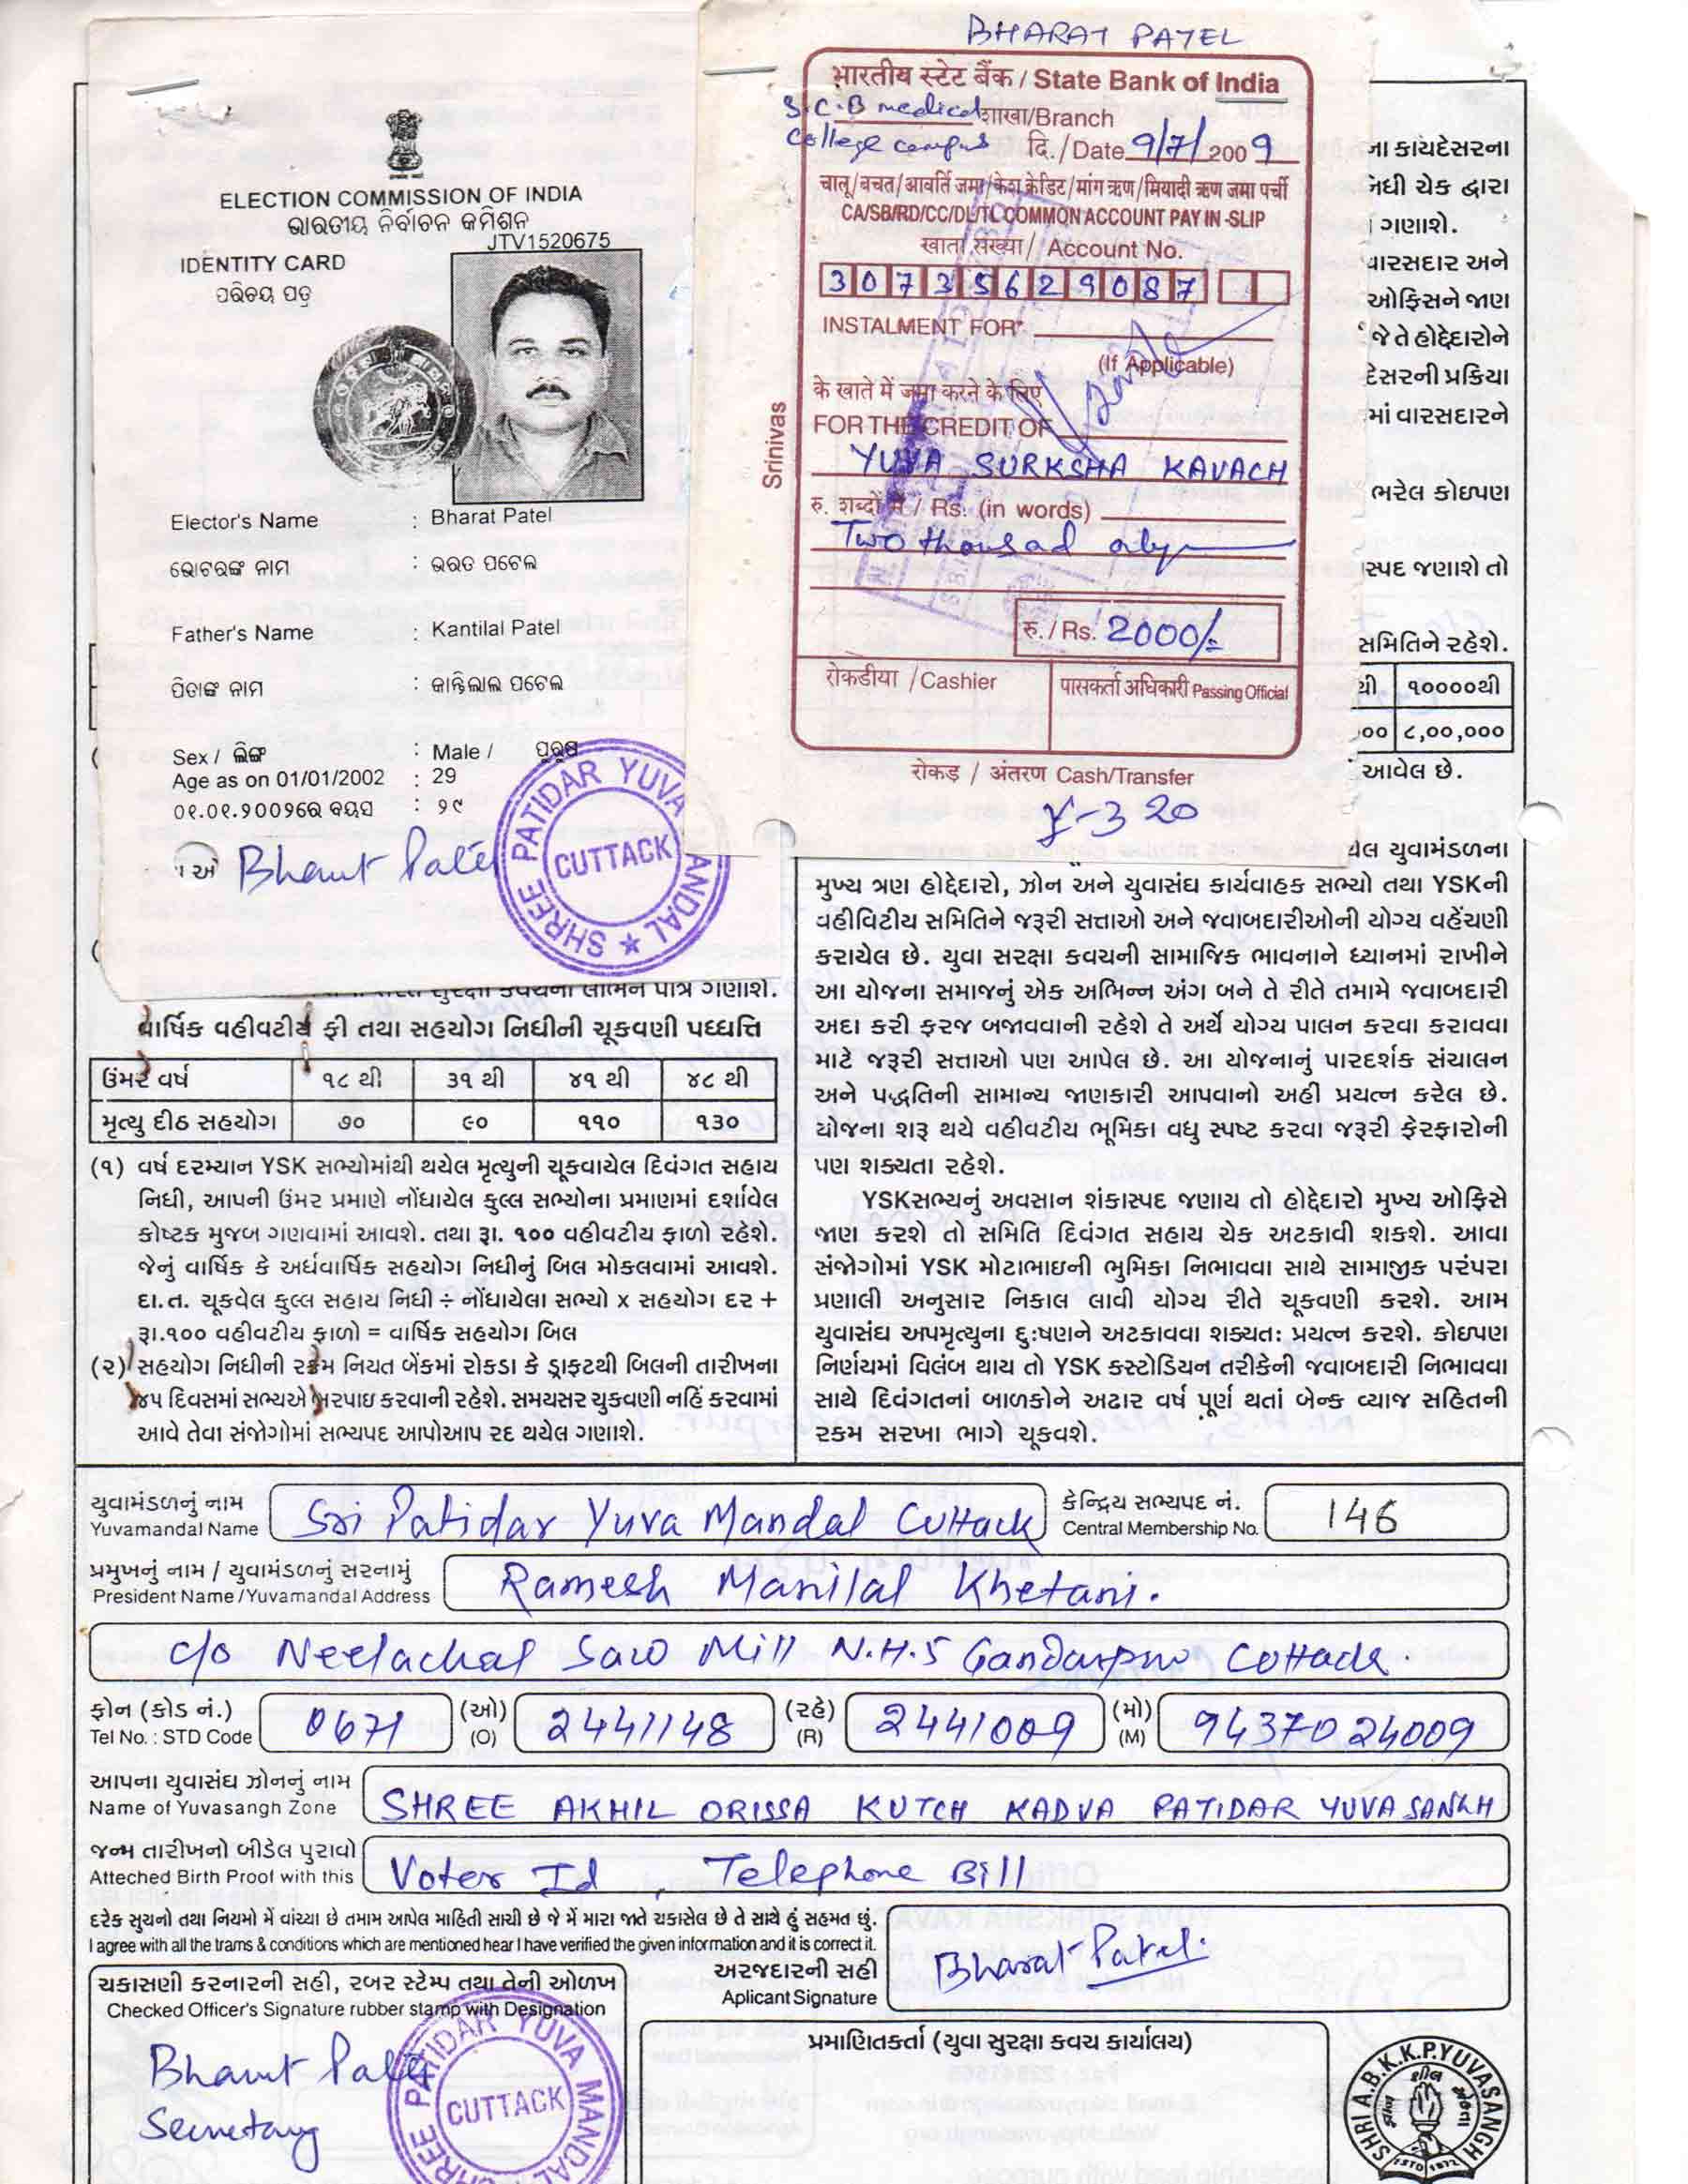 ELECTION COMMISSION OF INDIA
ଭାରତୀୟ ନିର୍ବାଚନ କମିଶନ
JTV1520675
IDENTITY CARD
ପରିଚୟ ପତ୍ର
Elector's Name : Bharat Patel
ଭୋଟରଙ୍କ ନାମ : ଭରତ ପଟେଲ
Father's Name : Kantilal Patel
ପିତାଙ୍କ ନାମ : କାନ୍ତିଲାଲ ପଟେଲ
Sex / ଲିଙ୍ଗ : Male / ପୁରୁଷ
Age as on 01/01/2002 : 29
Bharat Patel
SHREE PATIDAR YUVA MANDAL
CUTTACK
BHARAT PATEL
भारतीय स्टेट बैंक / State Bank of India
S.C.B medical शाखा/Branch
College campus दि./Date 9/7/2009
चालू/बचत/आवर्ति जमा/केश क्रेडिट/मांग ऋण/मियादी ऋण जमा पर्ची
CA/SB/RD/CC/DL/TL COMMON ACCOUNT PAY IN -SLIP
खाता संख्या / Account No.
30735629087
INSTALMENT FOR*
(If Applicable)
के खाते में जमा करने के लिए
FOR THE CREDIT OF
YUVA SURKSHA KAVACH
रु. शब्दों में / Rs. (in words)
Two thousad only
रु. / Rs. 2000/-
रोकडीया / Cashier
पासकर्ता अधिकारी Passing Official
रोकड़ / अंतरण Cash/Transfer
Srinivas
ના કાયદેસરના
નિધી ચેક દ્વારા
ગણાશે.
વારસદાર અને
ઓફિસને જાણ
જે તે હોદ્દેદારોને
દેસરની પ્રક્રિયા
માં વારસદારને
ભરેલ કોઇપણ
સ્પદ જણાશે તો
સમિતિને રહેશે.
થી ૧૦૦૦૦થી
૦૦ ૮,૦૦,૦૦૦
આવેલ છે.
વાર્ષિક વહીવટીય ફી તથા સહયોગ નિધીની ચૂકવણી પધ્ધતિ
ઉંમર વર્ષ ૧૮ થી ૩૧ થી ૪૧ થી ૪૮ થી
મૃત્યુ દીઠ સહયોગ ૭૦ ૯૦ ૧૧૦ ૧૩૦
(૧) વર્ષ દરમ્યાન YSK સભ્યોમાંથી થયેલ મૃત્યુની ચૂકવાયેલ દિવંગત સહાય
નિધી, આપની ઉંમર પ્રમાણે નોંધાયેલ કુલ્લ સભ્યોના પ્રમાણમાં દર્શાવેલ
કોષ્ટક મુજબ ગણવામાં આવશે. તથા રૂા. ૧૦૦ વહીવટીય ફાળો રહેશે.
જેનું વાર્ષિક કે અર્ધવાર્ષિક સહયોગ નિધીનું બિલ મોકલવામાં આવશે.
દા.ત. ચૂકવેલ કુલ્લ સહાય નિધી ÷ નોંધાયેલા સભ્યો x સહયોગ દર +
રૂા.૧૦૦ વહીવટીય ફાળો = વાર્ષિક સહયોગ બિલ
(૨) સહયોગ નિધીની રકમ નિયત બેંકમાં રોકડા કે ડ્રાફ્ટથી બિલની તારીખના
૪૫ દિવસમાં સભ્યએ ભરપાઇ કરવાની રહેશે. સમયસર ચુકવણી નહિં કરવામાં
આવે તેવા સંજોગોમાં સભ્યપદ આપોઆપ રદ થયેલ ગણાશે.
યુવામંડળના
મુખ્ય ત્રણ હોદ્દેદારો, ઝોન અને યુવાસંઘ કાર્યવાહક સભ્યો તથા YSKની
વહીવિટીય સમિતિને જરૂરી સત્તાઓ અને જવાબદારીઓની યોગ્ય વહેંચણી
કરાયેલ છે. યુવા સરક્ષા કવચની સામાજિક ભાવનાને ધ્યાનમાં રાખીને
આ યોજના સમાજનું એક અભિન્ન અંગ બને તે રીતે તમામે જવાબદારી
અદા કરી ફરજ બજાવવાની રહેશે તે અર્થે યોગ્ય પાલન કરવા કરાવવા
માટે જરૂરી સત્તાઓ પણ આપેલ છે. આ યોજનાનું પારદર્શક સંચાલન
અને પદ્ધતિની સામાન્ય જાણકારી આપવાનો અહી પ્રયત્ન કરેલ છે.
યોજના શરૂ થયે વહીવટીય ભૂમિકા વધુ સ્પષ્ટ કરવા જરૂરી ફેરફારોની
પણ શક્યતા રહેશે.
YSKસભ્યનું અવસાન શંકાસ્પદ જણાય તો હોદ્દેદારો મુખ્ય ઓફિસે
જાણ કરશે તો સમિતિ દિવંગત સહાય ચેક અટકાવી શકશે. આવા
સંજોગોમાં YSK મોટાભાઇની ભુમિકા નિભાવવા સાથે સામાજીક પરંપરા
પ્રણાલી અનુસાર નિકાલ લાવી યોગ્ય રીતે ચૂકવણી કરશે. આમ
યુવાસંઘ અપમૃત્યુના દુઃષણને અટકાવવા શક્યતઃ પ્રયત્ન કરશે. કોઇપણ
નિર્ણયમાં વિલંબ થાય તો YSK કસ્ટોડિયન તરીકેની જવાબદારી નિભાવવા
સાથે દિવંગતનાં બાળકોને અઢાર વર્ષ પૂર્ણ થતાં બેન્ક વ્યાજ સહિતની
રકમ સરખા ભાગે ચૂકવશે.
યુવામંડળનું નામ
Yuvamandal Name
Sri Patidar Yuva Mandal Cuttack
કેન્દ્રિય સભ્યપદ નં.
Central Membership No.
146
પ્રમુખનું નામ / યુવામંડળનું સરનામું
President Name / Yuvamandal Address
Ramesh Manilal Khetani.
c/o Neelachal Saw Mill N.H.5 Gandarpur Cuttack.
ફોન (કોડ નં.)
Tel No. : STD Code
0671
(ઓ)
(O)
2441148
(રહે)
(R)
2441009
(મો)
(M)
9437024009
આપના યુવાસંઘ ઝોનનું નામ
Name of Yuvasangh Zone
SHREE AKHIL ORISSA KUTCH KADVA PATIDAR YUVA SANGH
જન્મ તારીખનો બીડેલ પુરાવો
Atteched Birth Proof with this
Voter Id , Telephone Bill
દરેક સુચનો તથા નિયમો મેં વાંચ્યા છે તમામ આપેલ માહિતી સાચી છે જે મેં મારા જાતે ચકાસેલ છે તે સાથે હું સહમત છું.
I agree with all the trams & conditions which are mentioned hear I have verified the given information and it is correct it.
અરજદારની સહી
Aplicant Signature
Bharat Patel.
ચકાસણી કરનારની સહી, રબર સ્ટેમ્પ તથા તેની ઓળખ
Checked Officer's Signature rubber stamp with Designation
Bharat Patel
Secretary
SHREE PATIDAR YUVA MANDAL
CUTTACK
પ્રમાણિતકર્તા (યુવા સુરક્ષા કવચ કાર્યાલય)
SHRI A.B.K.K.P. YUVASANGH